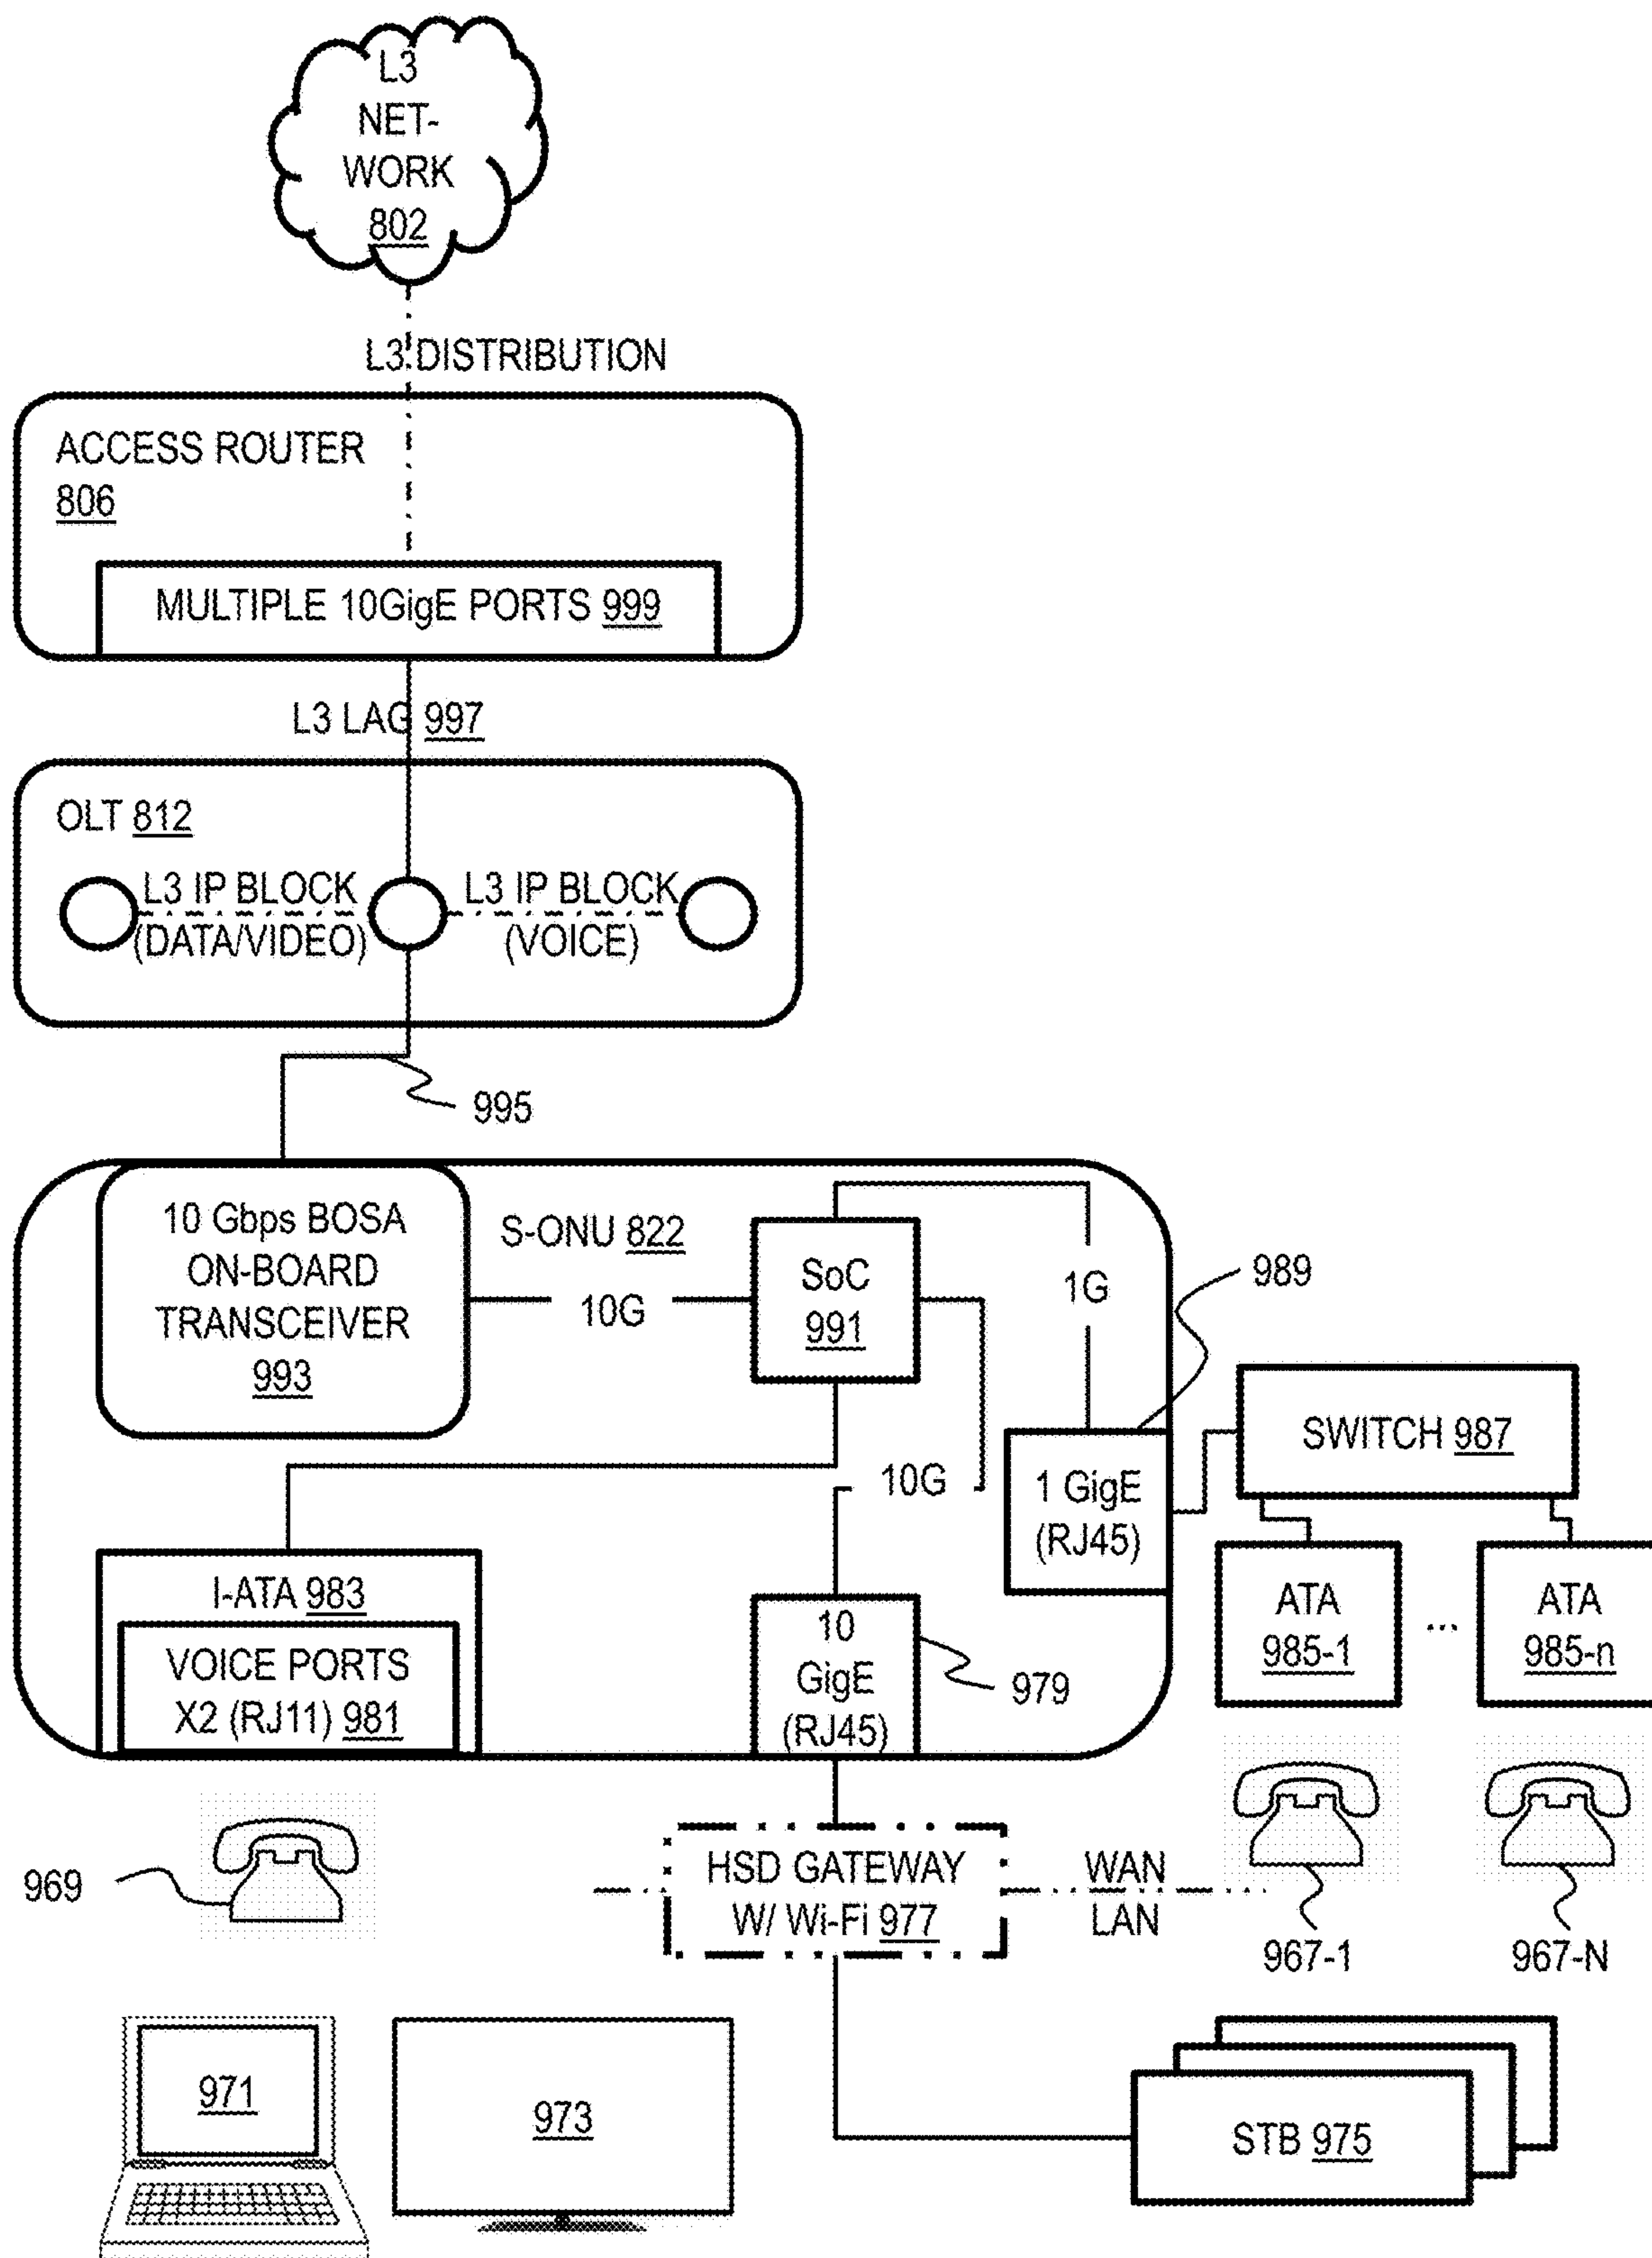 L3
NET-
WORK
802
L3 DISTRIBUTION
ACCESS ROUTER
806
MULTIPLE 10GigE PORTS 999
L3 LAG 997
OLT 812
L3 IP BLOCK
(DATA/VIDEO)
L3 IP BLOCK
(VOICE)
995
10 Gbps BOSA
ON-BOARD
TRANSCEIVER
993
S-ONU 822
10G
SoC
991
1G
989
10G
1 GigE
(RJ45)
SWITCH 987
I-ATA 983
VOICE PORTS
X2 (RJ11) 981
10
GigE
(RJ45)
979
ATA
985-1
...
ATA
985-n
969
HSD GATEWAY
W/ Wi-Fi 977
WAN
LAN
967-1
967-N
971
973
STB 975